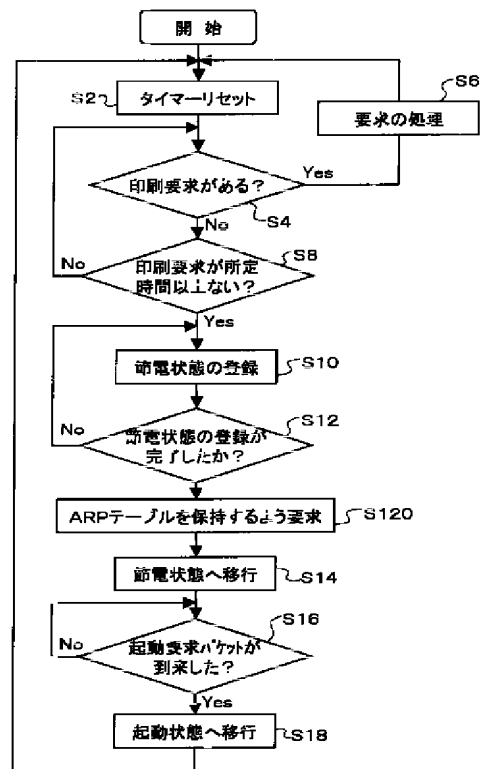 開 始
S2
タイマーリセット
S6
要求の処理
印刷要求がある?
Yes
S4
No
S8
No
印刷要求が所定
時間以上ない?
Yes
節電状態の登録
S10
S12
No
節電状態の登録が
完了したか?
ARPテーブルを保持するよう要求
S120
節電状態へ移行
S14
S16
No
起動要求パケットが
到来した?
Yes
起動状態へ移行
S18